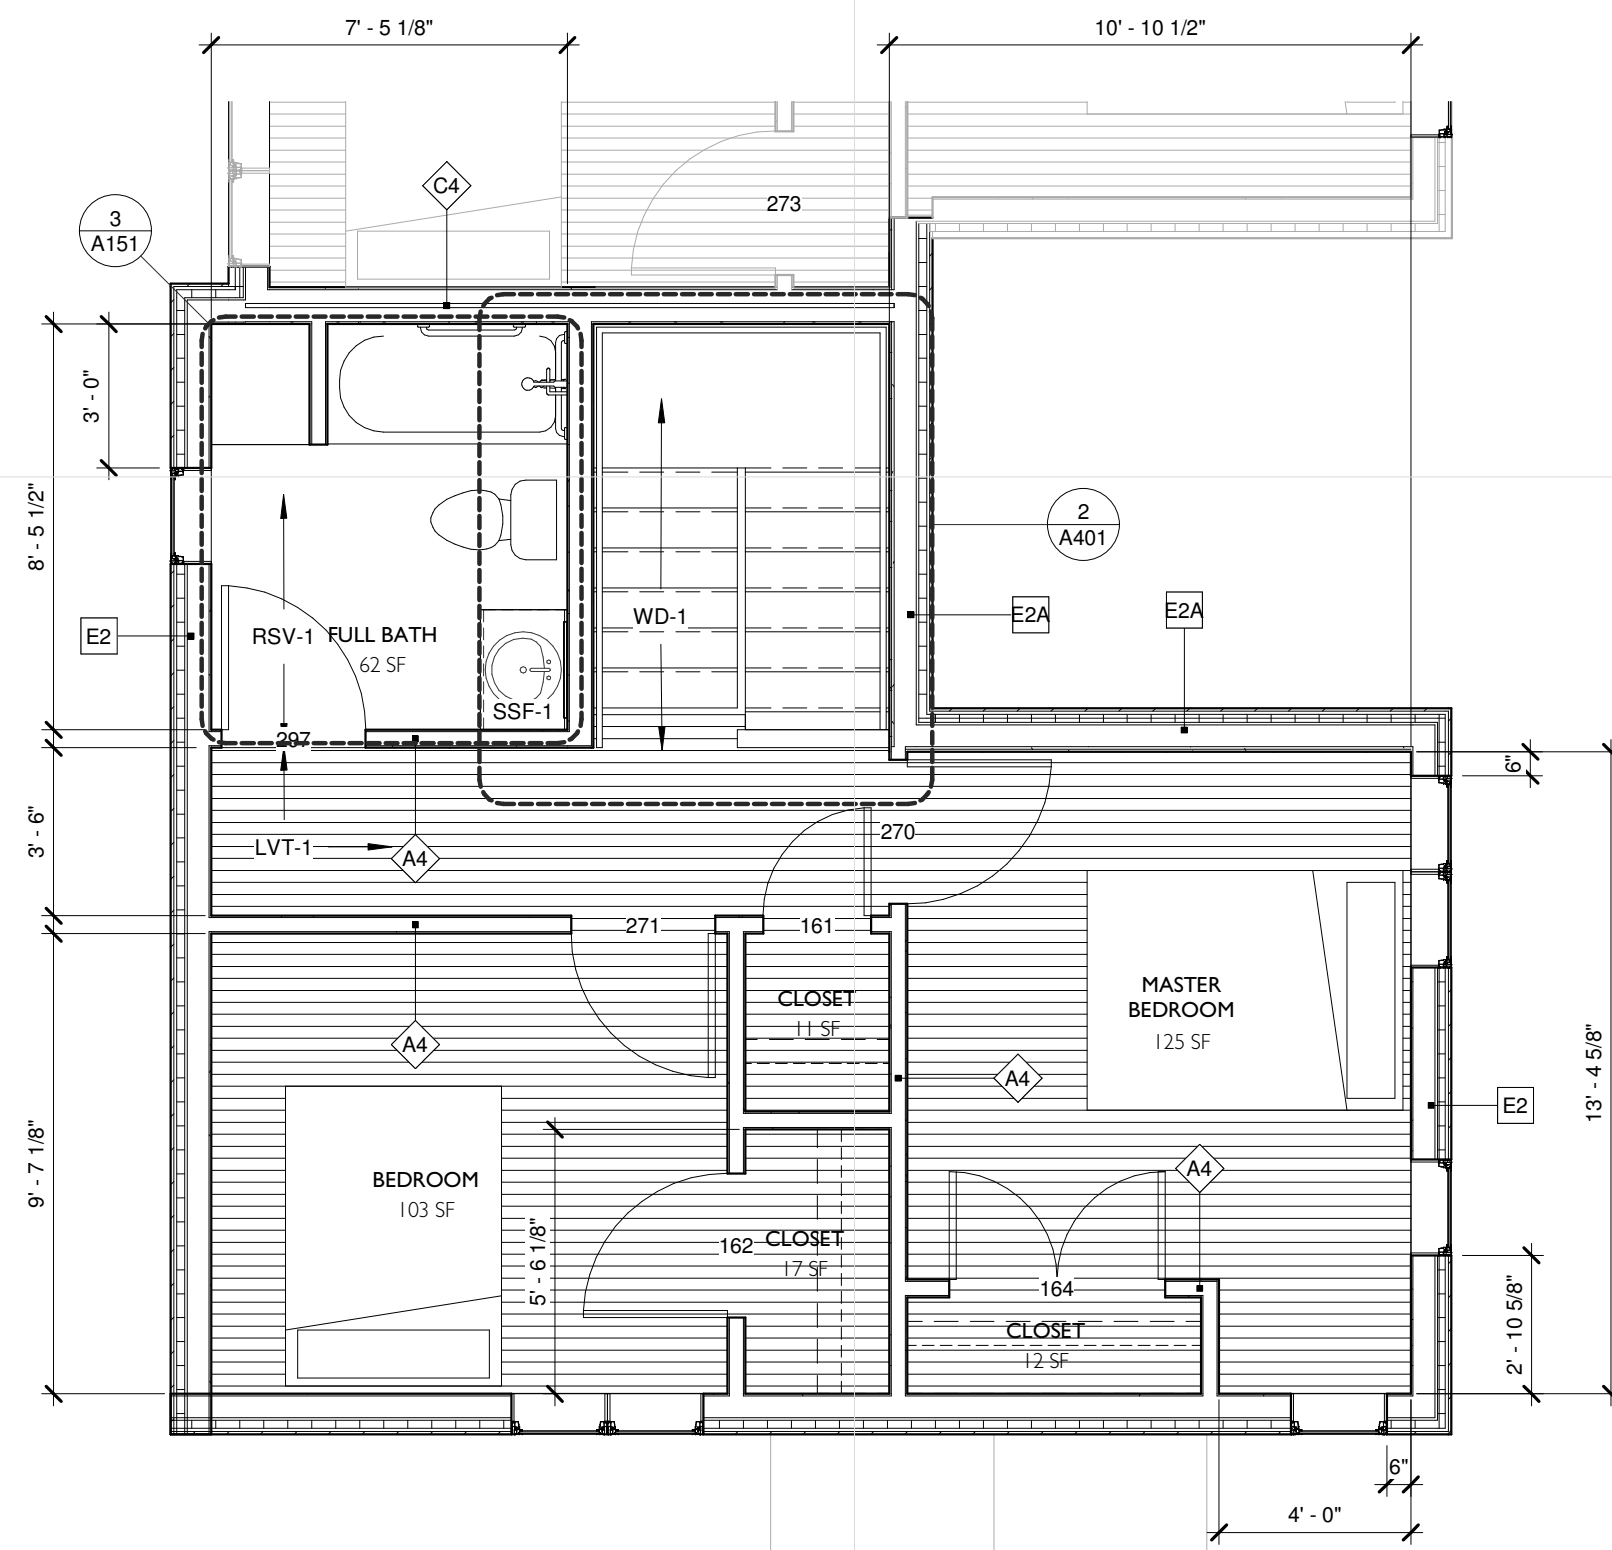 7' - 5 1/8"
10' - 10 1/2"
C4
273
3
A151
3' - 0"
8' - 5 1/2"
2
A401
E2A
E2A
WD-1
E2
RSV-1
FULL BATH
62 SF
SSF-1
297
6"
3' - 6"
LVT-1
A4
270
271
161
CLOSET
11 SF
MASTER
BEDROOM
125 SF
A4
A4
13' - 4 5/8"
E2
9' - 7 1/8"
BEDROOM
103 SF
5' - 6 1/8"
162
CLOSET
17 SF
A4
164
CLOSET
12 SF
2' - 10 5/8"
6"
4' - 0"